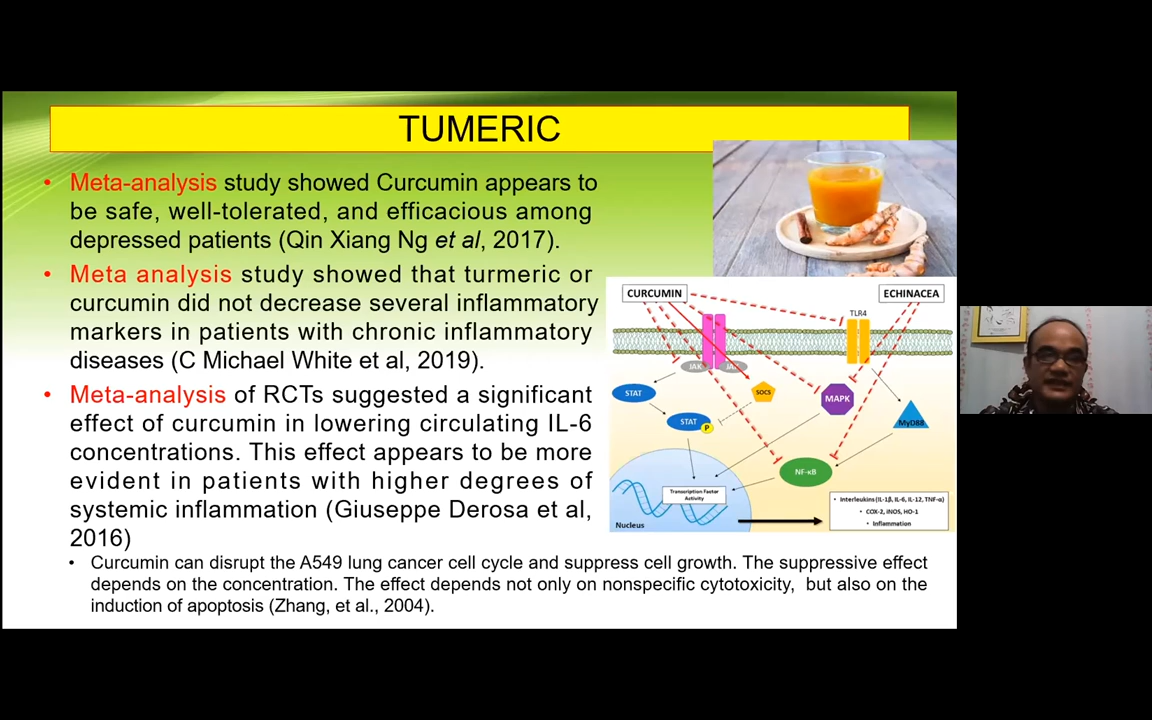 TUMERIC
• Meta-analysis study showed Curcumin appears to
be safe, well-tolerated, and efficacious among
depressed patients (Qin Xiang Ng et al, 2017).
• Meta analysis study showed that turmeric or
curcumin did not decrease several inflammatory
markers in patients with chronic inflammatory
diseases (C Michael White et al, 2019).
• Meta-analysis of RCTs suggested a significant
effect of curcumin in lowering circulating IL-6
concentrations. This effect appears to be more
evident in patients with higher degrees of
systemic inflammation (Giuseppe Derosa et al,
2016)
• Curcumin can disrupt the A549 lung cancer cell cycle and suppress cell growth. The suppressive effect
depends on the concentration. The effect depends not only on nonspecific cytotoxicity, but also on the
induction of apoptosis (Zhang, et al., 2004).
CURCUMIN
ECHINACEA
TLR4
JAK
STAT
SOCS
MAPK
STAT
P
MyD88
NF-κB
Transcription Factor
Activity
Nucleus
• Interleukins (IL-1β, IL-6, IL-12, TNF-α)
• COX-2, iNOS, HO-1
• Inflammation